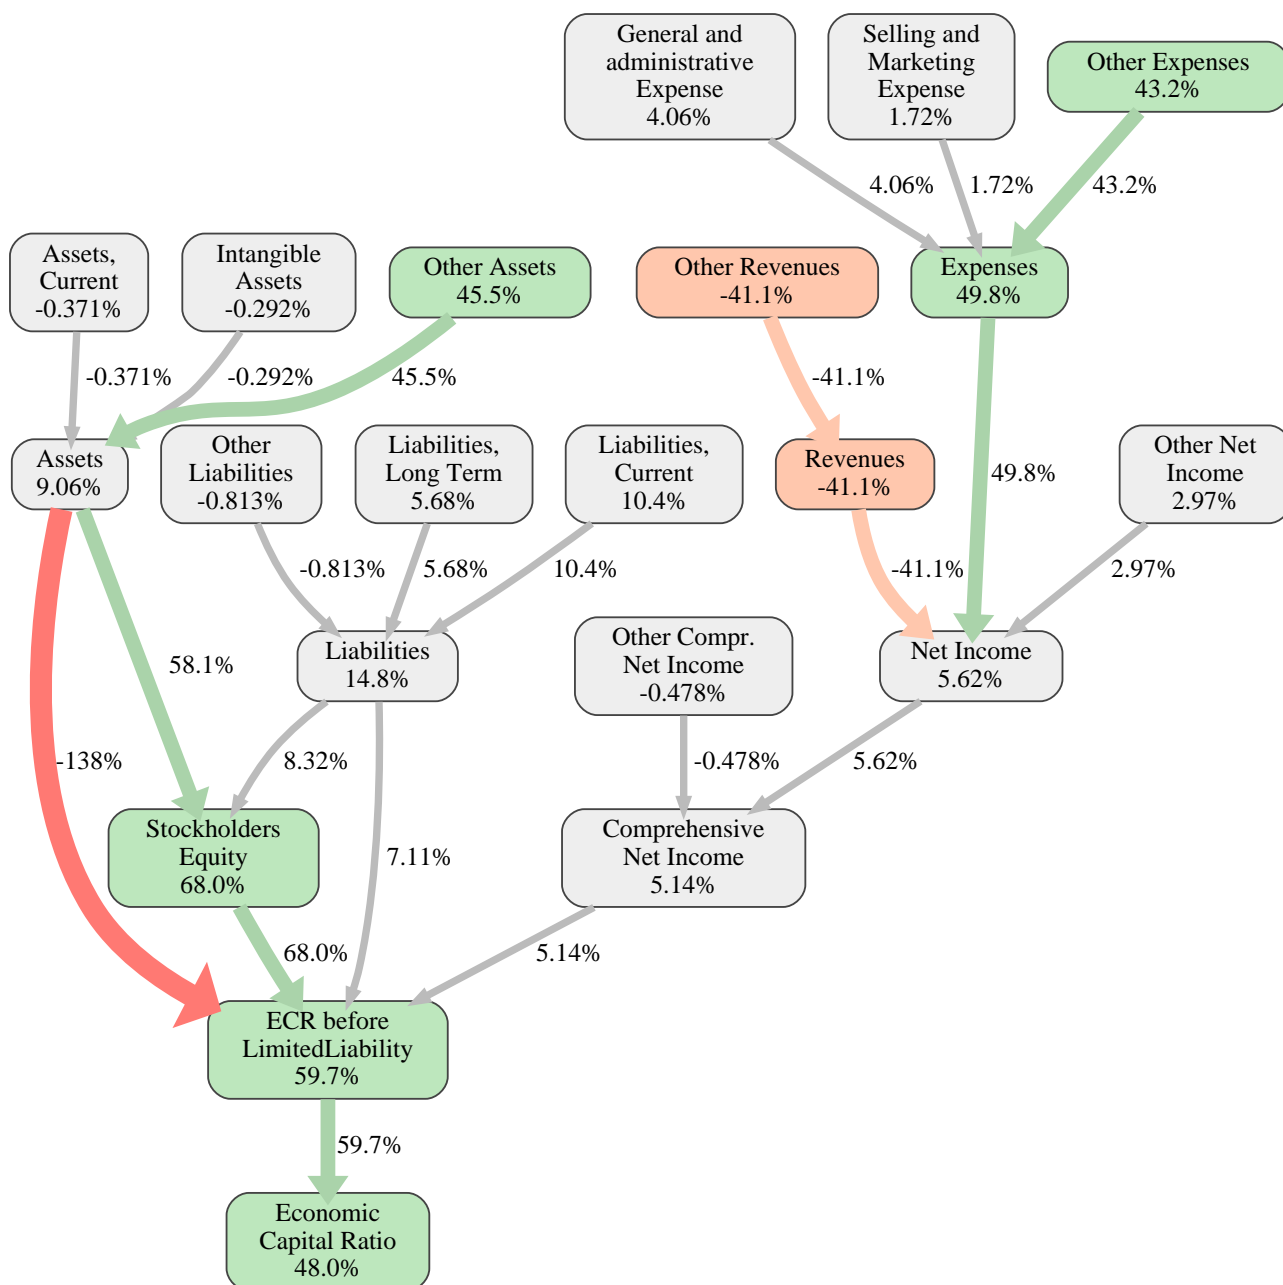 General and
administrative
Expense
4.06%
Selling and
Marketing
Expense
1.72%
Other Expenses
43.2%
4.06%
1.72%
43.2%
Assets,
Current
-0.371%
Intangible
Assets
-0.292%
Other Assets
45.5%
Other Revenues
-41.1%
Expenses
49.8%
-0.371%
-0.292%
45.5%
-41.1%
Assets
9.06%
Other
Liabilities
-0.813%
Liabilities,
Long Term
5.68%
Liabilities,
Current
10.4%
Revenues
-41.1%
49.8%
Other Net
Income
2.97%
-0.813%
5.68%
10.4%
-41.1%
2.97%
58.1%
Liabilities
14.8%
Other Compr.
Net Income
-0.478%
Net Income
5.62%
-138%
8.32%
-0.478%
5.62%
Stockholders
Equity
68.0%
7.11%
Comprehensive
Net Income
5.14%
68.0%
5.14%
ECR before
LimitedLiability
59.7%
59.7%
Economic
Capital Ratio
48.0%